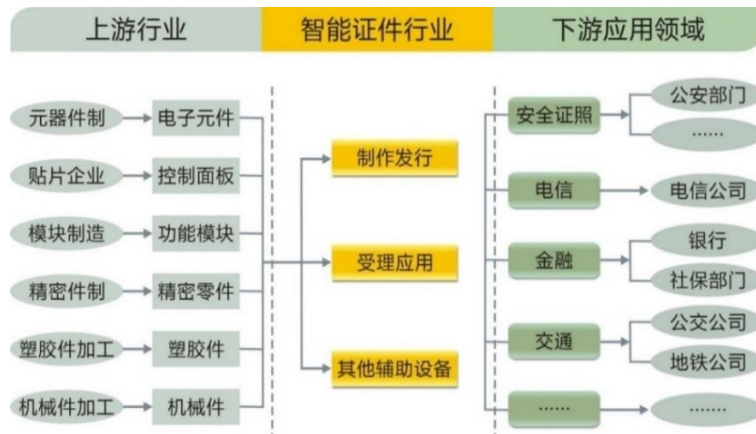 上游行业
智能证件行业
下游应用领域
元器件制
电子元件
贴片企业
控制面板
模块制造
功能模块
精密件制
精密零件
塑胶件加工
塑胶件
机械件加工
机械件
制作发行
受理应用
其他辅助设备
安全证照
公安部门
……
电信
电信公司
金融
银行
社保部门
交通
公交公司
地铁公司
……
……